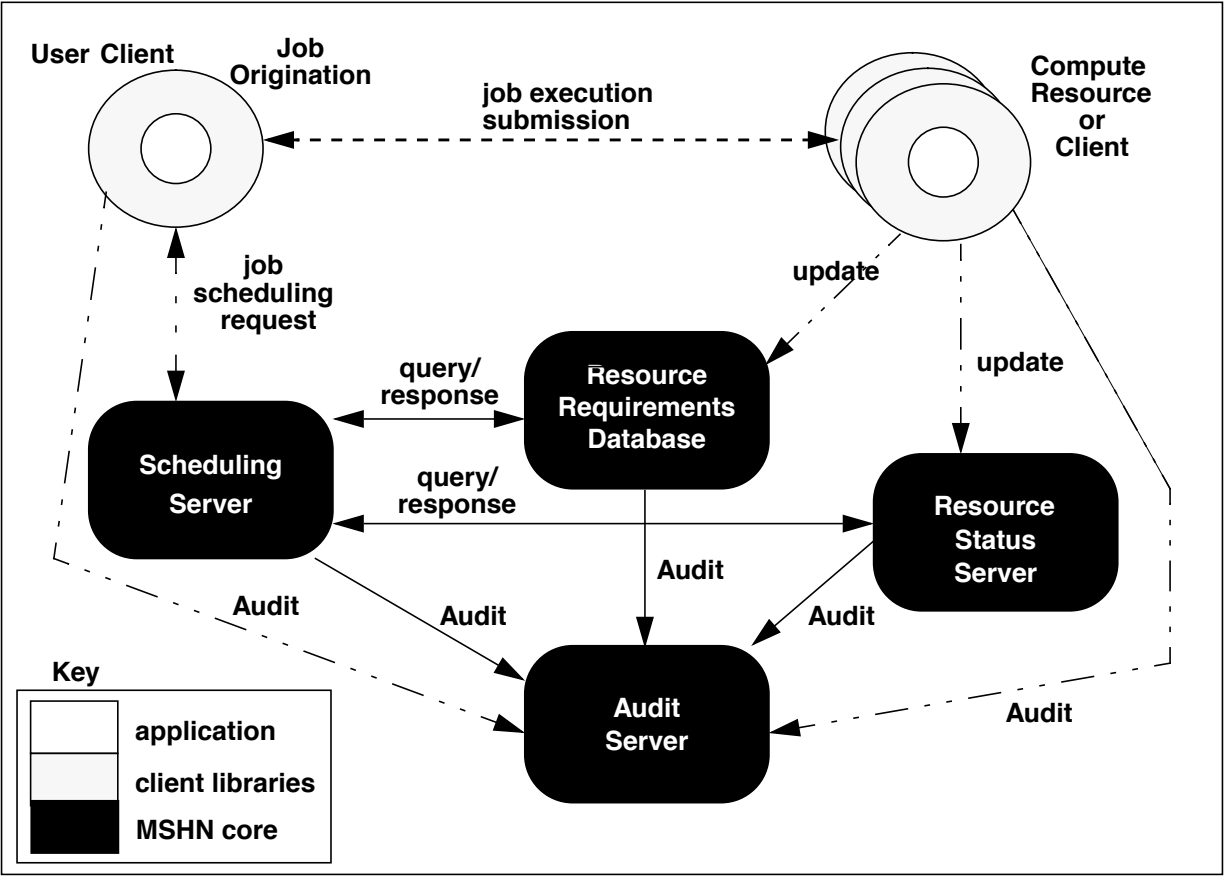 User Client
Job
Origination
job execution
submission
Compute
Resource
or
Client
job
scheduling
request
update
update
query/
response
Resource
Requirements
Database
Scheduling
Server
query/
response
Resource
Status
Server
Audit
Audit
Audit
Audit
Audit
Audit
Server
Key
application
client libraries
MSHN core